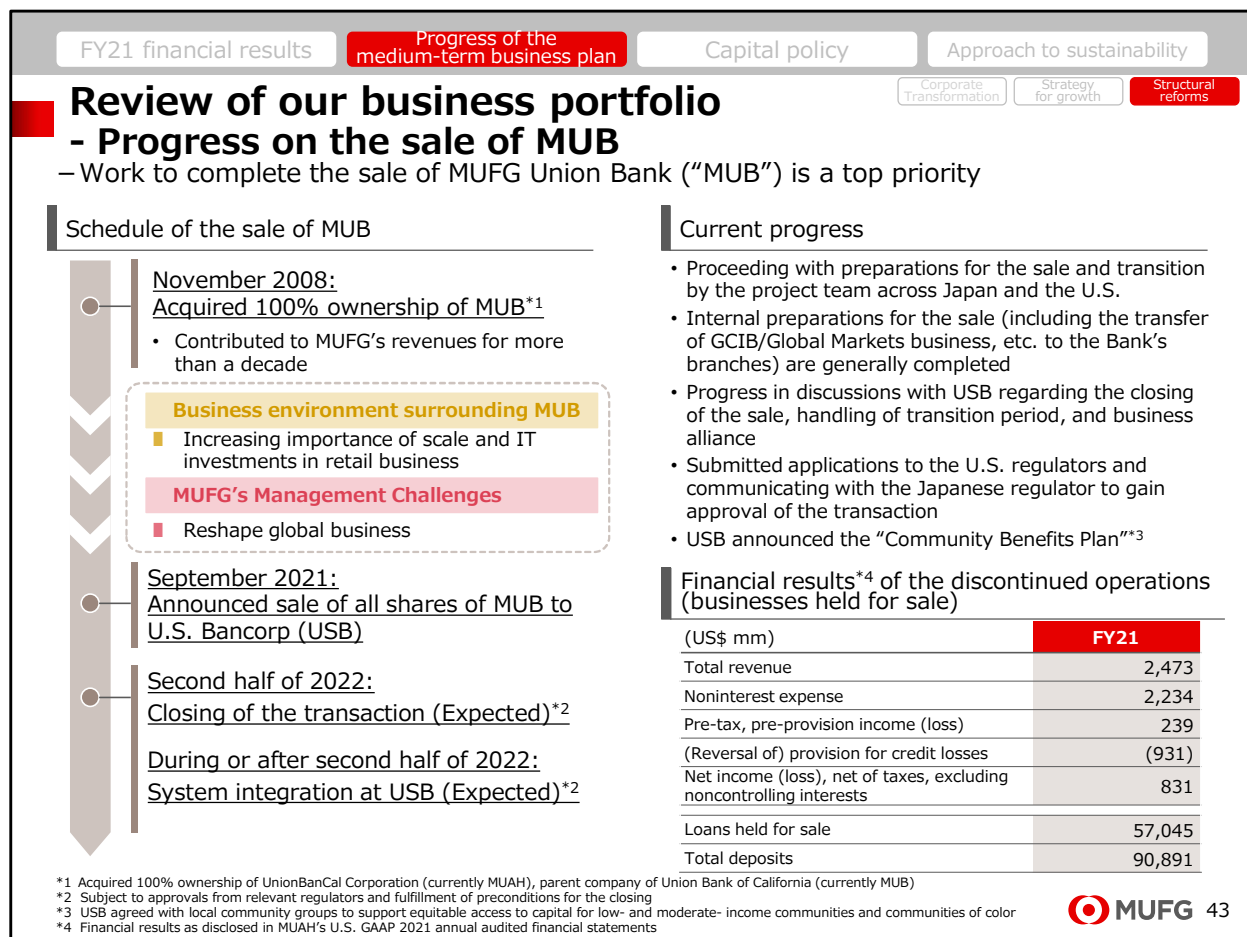 FY21 financial results
Progress of the
medium-term business plan
Capital policy
Approach to sustainability
Corporate
Transformation
Strategy
for growth
Structural
reforms
Review of our business portfolio
- Progress on the sale of MUB
－Work to complete the sale of MUFG Union Bank (“MUB”) is a top priority
Schedule of the sale of MUB
November 2008:
Acquired 100% ownership of MUB*1
• Contributed to MUFG’s revenues for more
than a decade
Business environment surrounding MUB
Increasing importance of scale and IT
investments in retail business
MUFG’s Management Challenges
Reshape global business
September 2021:
Announced sale of all shares of MUB to
U.S. Bancorp (USB)
Second half of 2022:
Closing of the transaction (Expected)*2
During or after second half of 2022:
System integration at USB (Expected)*2
Current progress
• Proceeding with preparations for the sale and transition
by the project team across Japan and the U.S.
• Internal preparations for the sale (including the transfer
of GCIB/Global Markets business, etc. to the Bank’s
branches) are generally completed
• Progress in discussions with USB regarding the closing
of the sale, handling of transition period, and business
alliance
• Submitted applications to the U.S. regulators and
communicating with the Japanese regulator to gain
approval of the transaction
• USB announced the “Community Benefits Plan”*3
Financial results*4 of the discontinued operations
(businesses held for sale)
(US$ mm) FY21
Total revenue 2,473
Noninterest expense 2,234
Pre-tax, pre-provision income (loss) 239
(Reversal of) provision for credit losses (931)
Net income (loss), net of taxes, excluding
noncontrolling interests 831
Loans held for sale 57,045
Total deposits 90,891
*1 Acquired 100% ownership of UnionBanCal Corporation (currently MUAH), parent company of Union Bank of California (currently MUB)
*2 Subject to approvals from relevant regulators and fulfillment of preconditions for the closing
*3 USB agreed with local community groups to support equitable access to capital for low- and moderate- income communities and communities of color
*4 Financial results as disclosed in MUAH’s U.S. GAAP 2021 annual audited financial statements
MUFG 43